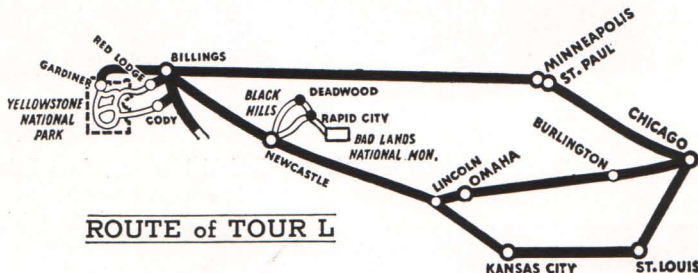 RED LODGE
GARDINER
BILLINGS
MINNEAPOLIS
ST. PAUL
YELLOWSTONE
NATIONAL
PARK
CODY
BLACK
HILLS
DEADWOOD
RAPID CITY
BAD LANDS
NATIONAL MON.
NEWCASTLE
CHICAGO
BURLINGTON
OMAHA
LINCOLN
KANSAS CITY
ST. LOUIS
ROUTE of TOUR L